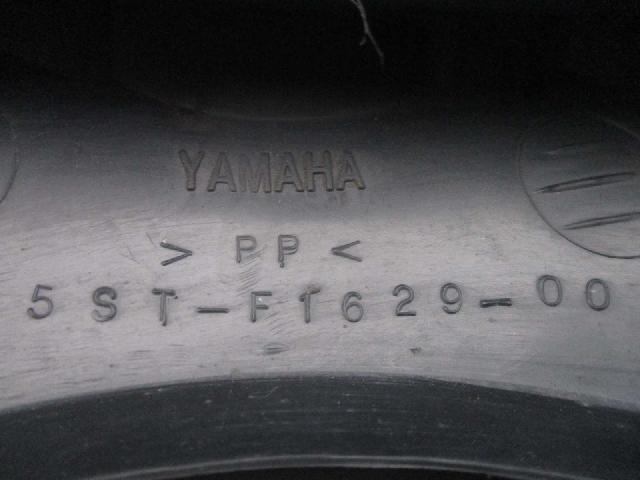 YAMAHA
> PP <
5ST-F1629-00